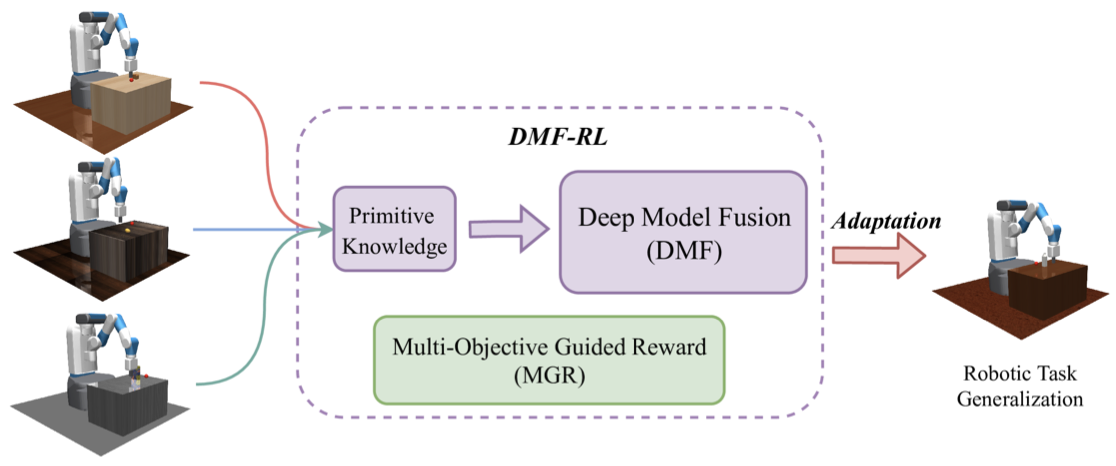 DMF-RL
Primitive
Knowledge
Deep Model Fusion
(DMF)
Adaptation
Multi-Objective Guided Reward
(MGR)
Robotic Task
Generalization